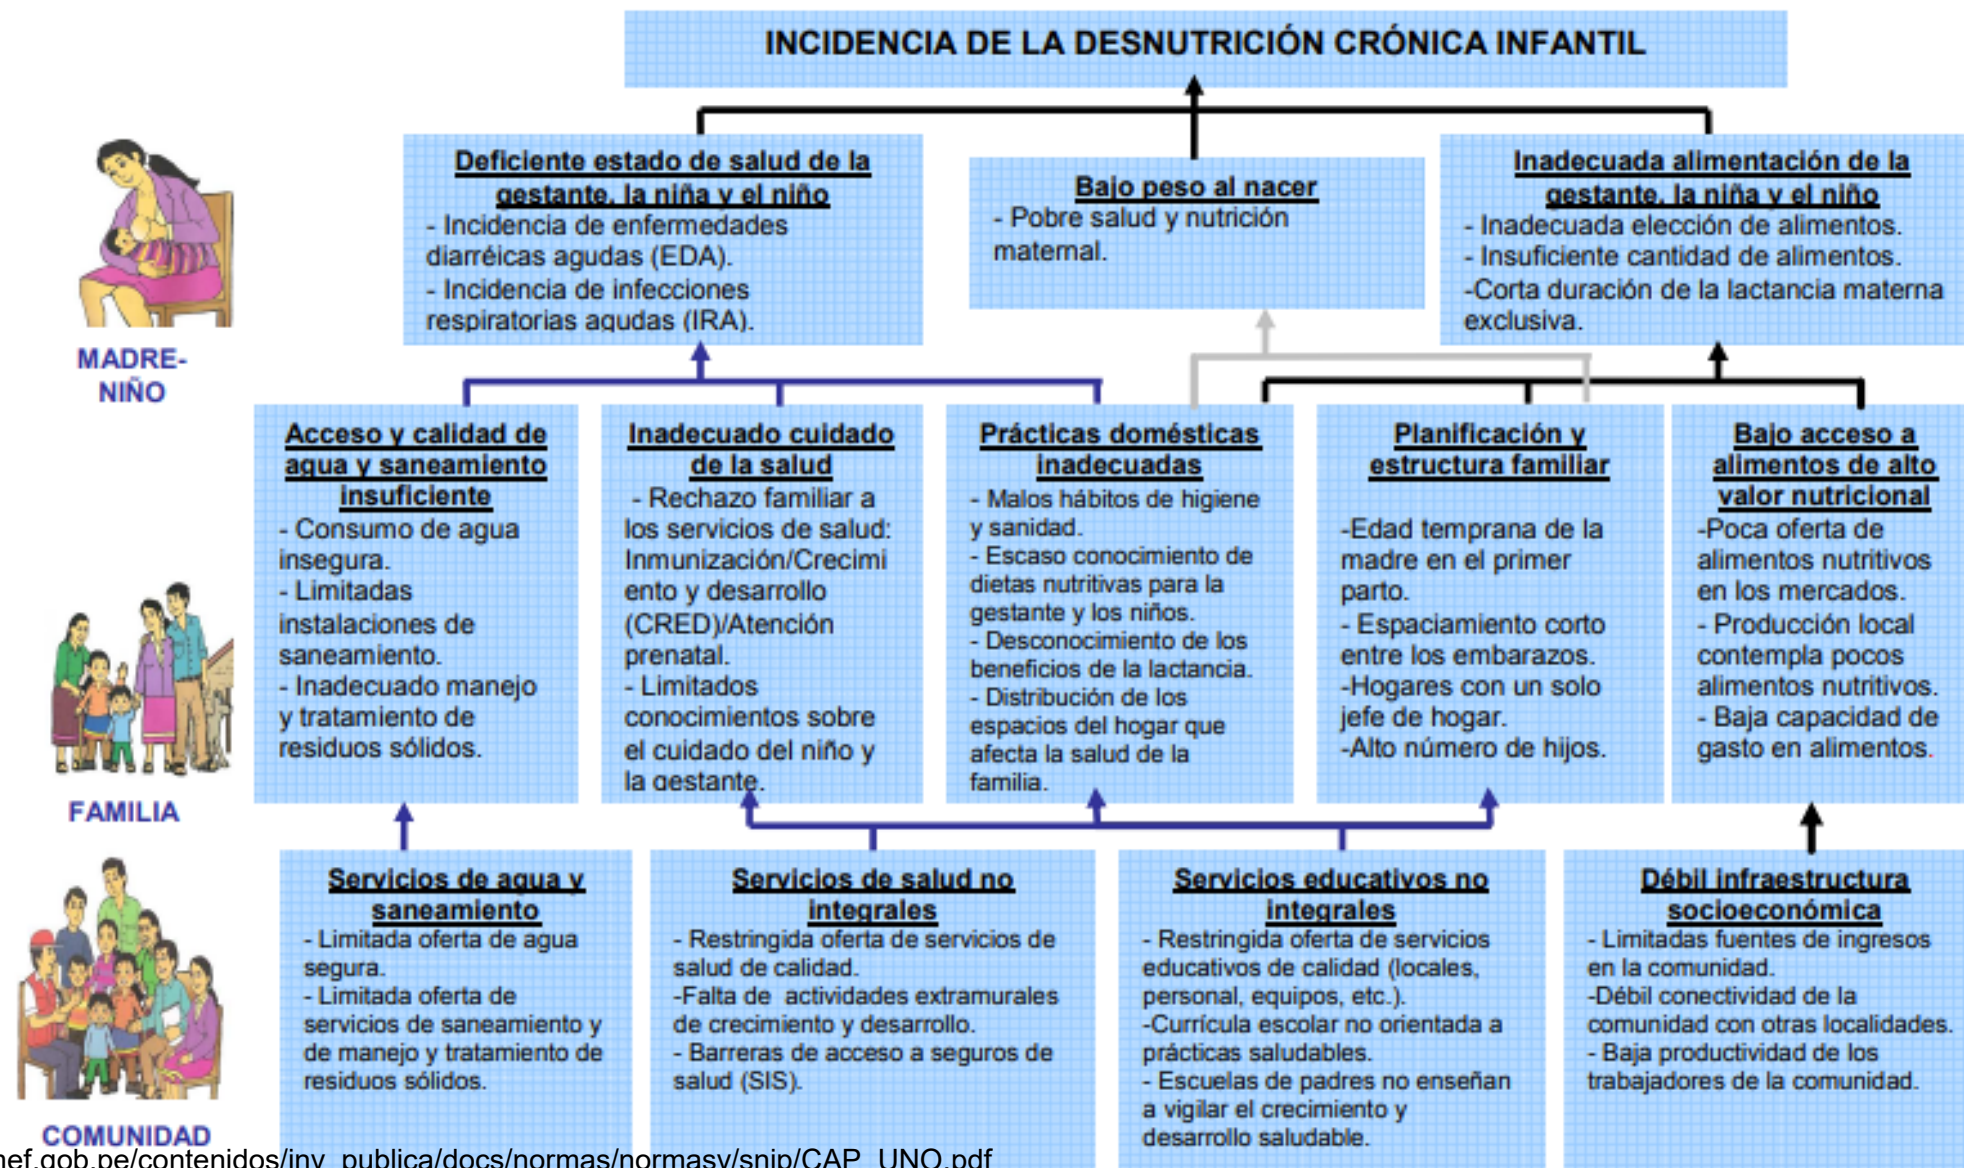 INCIDENCIA DE LA DESNUTRICIÓN CRÓNICA INFANTIL
Deficiente estado de salud de la
gestante, la niña y el niño
- Incidencia de enfermedades
diarréicas agudas (EDA).
- Incidencia de infecciones
respiratorias agudas (IRA).
Bajo peso al nacer
- Pobre salud y nutrición
maternal.
Inadecuada alimentación de la
gestante, la niña y el niño
- Inadecuada elección de alimentos.
- Insuficiente cantidad de alimentos.
-Corta duración de la lactancia materna
exclusiva.
MADRE-
NIÑO
Acceso y calidad de
agua y saneamiento
insuficiente
- Consumo de agua
insegura.
- Limitadas
instalaciones de
saneamiento.
- Inadecuado manejo
y tratamiento de
residuos sólidos.
Inadecuado cuidado
de la salud
- Rechazo familiar a
los servicios de salud:
Inmunización/Crecimi
ento y desarrollo
(CRED)/Atención
prenatal.
- Limitados
conocimientos sobre
el cuidado del niño y
la gestante.
Prácticas domésticas
inadecuadas
- Malos hábitos de higiene
y sanidad.
- Escaso conocimiento de
dietas nutritivas para la
gestante y los niños.
- Desconocimiento de los
beneficios de la lactancia.
- Distribución de los
espacios del hogar que
afecta la salud de la
familia.
Planificación y
estructura familiar
-Edad temprana de la
madre en el primer
parto.
- Espaciamiento corto
entre los embarazos.
-Hogares con un solo
jefe de hogar.
-Alto número de hijos.
Bajo acceso a
alimentos de alto
valor nutricional
-Poca oferta de
alimentos nutritivos
en los mercados.
- Producción local
contempla pocos
alimentos nutritivos.
- Baja capacidad de
gasto en alimentos.
FAMILIA
Servicios de agua y
saneamiento
- Limitada oferta de agua
segura.
- Limitada oferta de
servicios de saneamiento y
de manejo y tratamiento de
residuos sólidos.
Servicios de salud no
integrales
- Restringida oferta de servicios de
salud de calidad.
-Falta de actividades extramurales
de crecimiento y desarrollo.
- Barreras de acceso a seguros de
salud (SIS).
Servicios educativos no
integrales
- Restringida oferta de servicios
educativos de calidad (locales,
personal, equipos, etc.).
-Currícula escolar no orientada a
prácticas saludables.
- Escuelas de padres no enseñan
a vigilar el crecimiento y
desarrollo saludable.
Débil infraestructura
socioeconómica
- Limitadas fuentes de ingresos
en la comunidad.
-Débil conectividad de la
comunidad con otras localidades.
- Baja productividad de los
trabajadores de la comunidad.
COMUNIDAD
nef.gob.pe/contenidos/inv_publica/docs/normas/normasv/snip/CAP_UNO.pdf